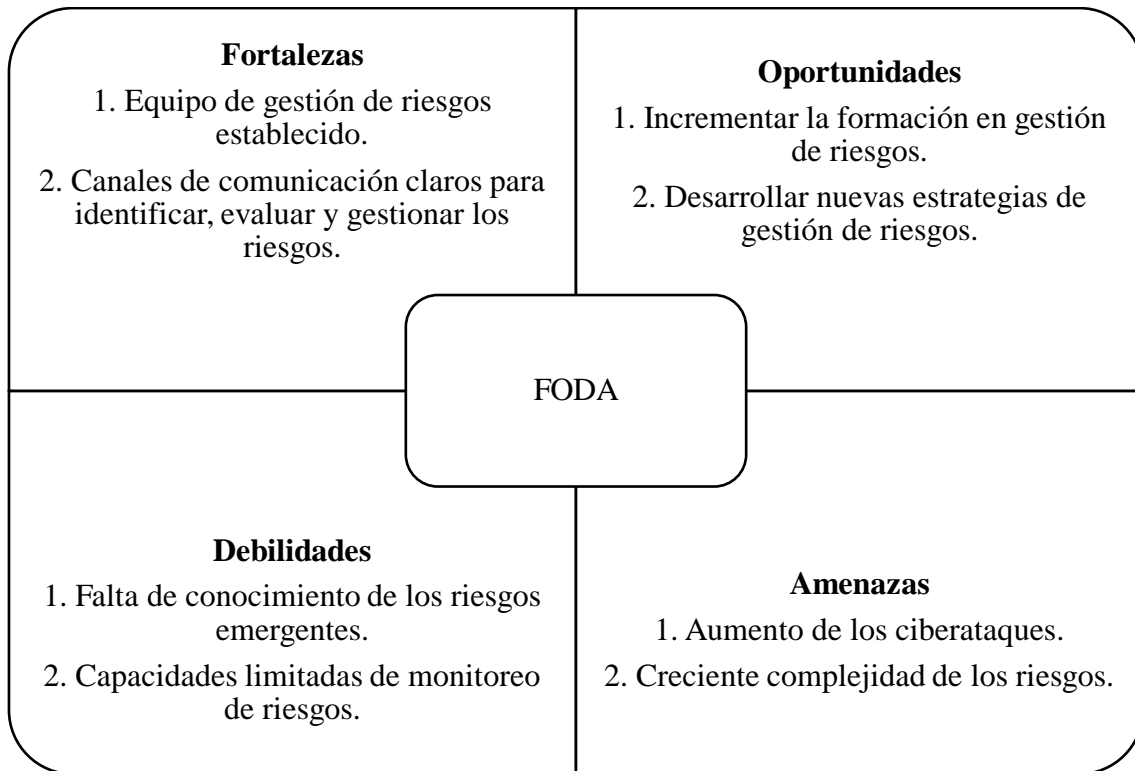 Fortalezas
1. Equipo de gestión de riesgos
establecido.
2. Canales de comunicación claros para
identificar, evaluar y gestionar los
riesgos.
Oportunidades
1. Incrementar la formación en gestión
de riesgos.
2. Desarrollar nuevas estrategias de
gestión de riesgos.
FODA
Debilidades
1. Falta de conocimiento de los riesgos
emergentes.
2. Capacidades limitadas de monitoreo
de riesgos.
Amenazas
1. Aumento de los ciberataques.
2. Creciente complejidad de los riesgos.